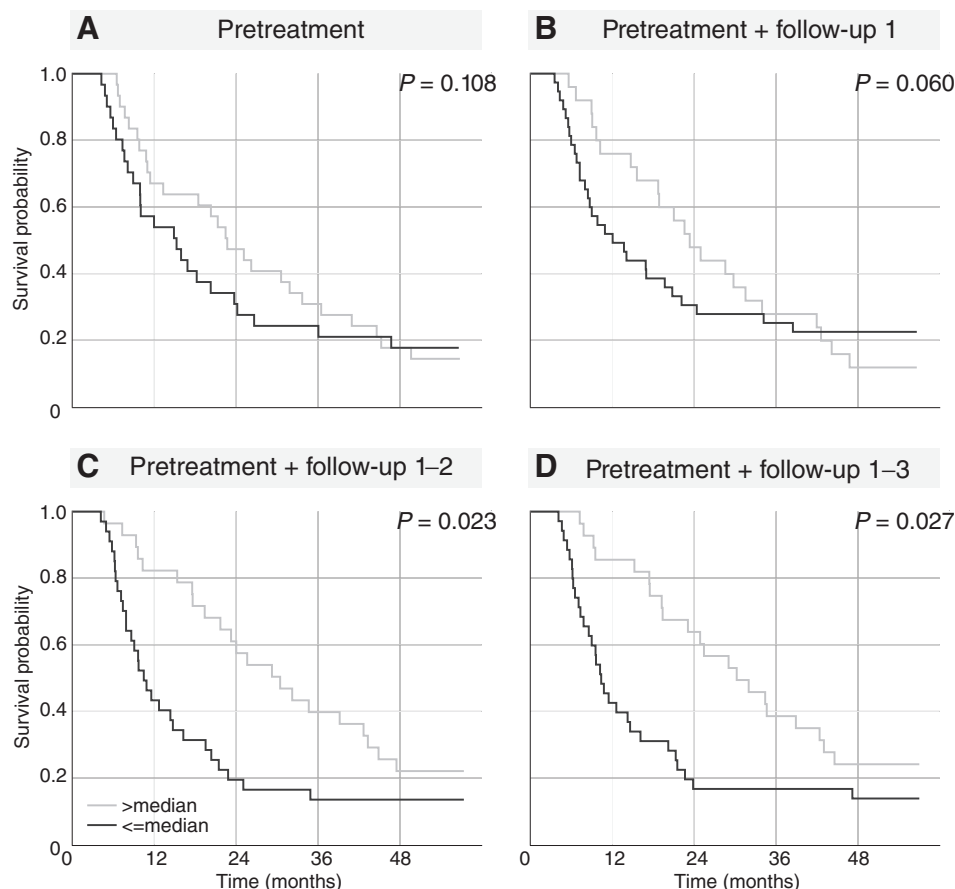 A Pretreatment
P = 0.108
1.0
0.8
0.6
0.4
0.2
0
Survival probability
B Pretreatment + follow-up 1
P = 0.060
C Pretreatment + follow-up 1–2
P = 0.023
1.0
0.8
0.6
0.4
0.2
0
Survival probability
>median
<=median
12 24 36 48
Time (months)
D Pretreatment + follow-up 1–3
P = 0.027
0 12 24 36 48
Time (months)